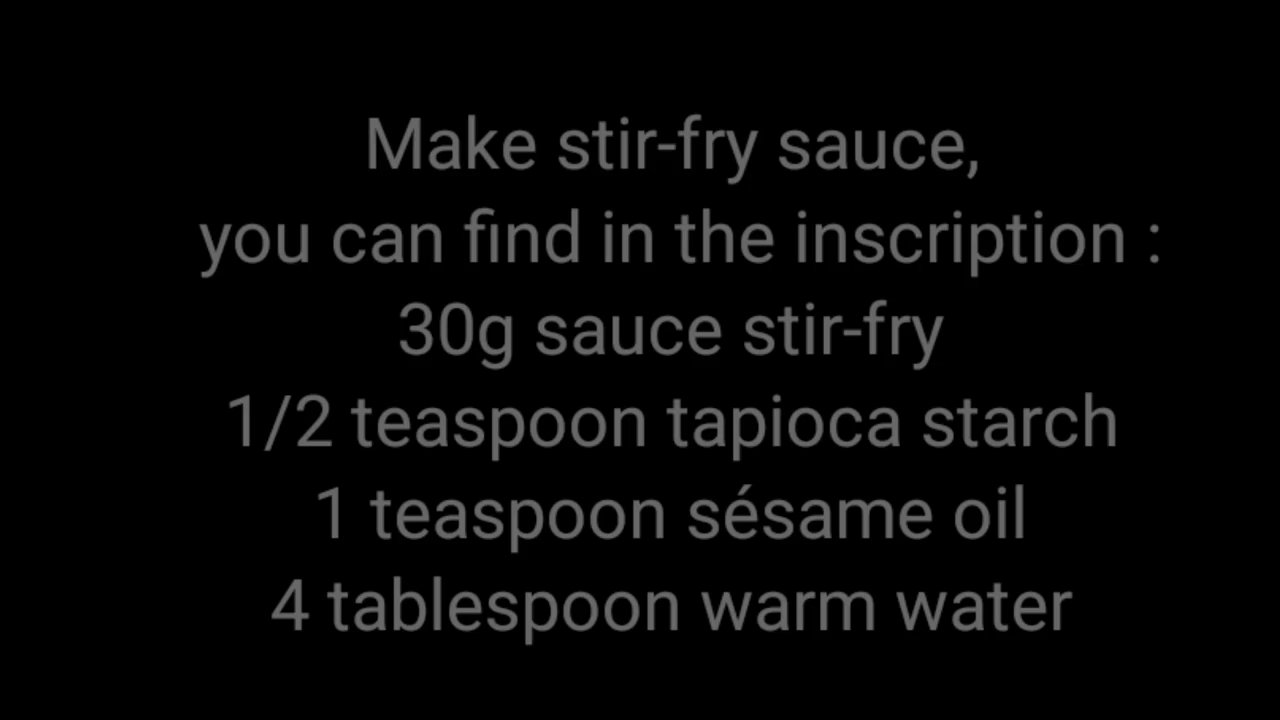 Make stir-fry sauce,
you can find in the inscription :
30g sauce stir-fry
1/2 teaspoon tapioca starch
1 teaspoon sésame oil
4 tablespoon warm water